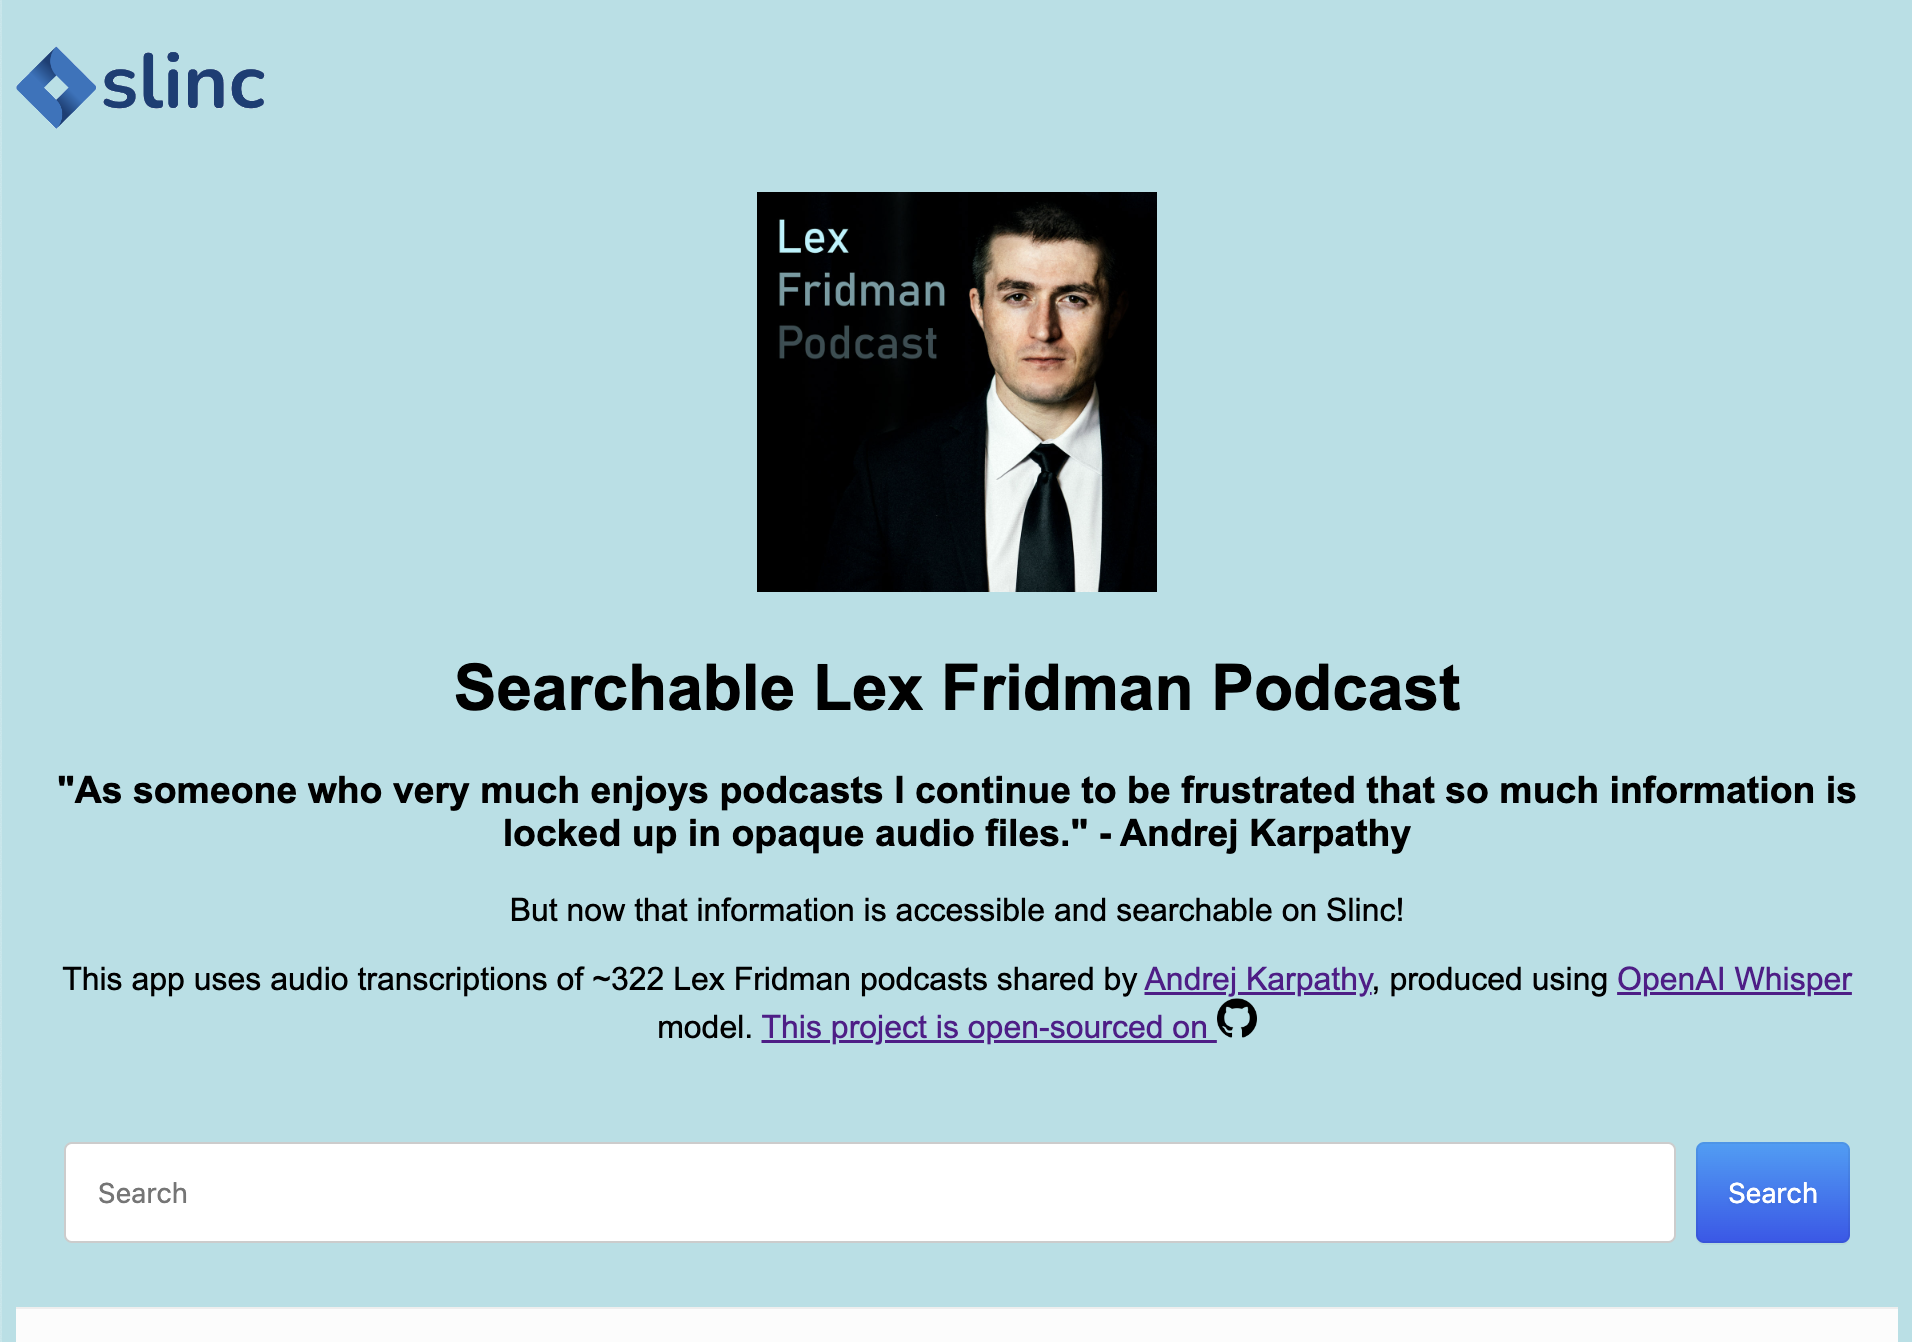 slinc
Lex
Fridman
Podcast
Searchable Lex Fridman Podcast
"As someone who very much enjoys podcasts I continue to be frustrated that so much information is
locked up in opaque audio files." - Andrej Karpathy
But now that information is accessible and searchable on Slinc!
This app uses audio transcriptions of ~322 Lex Fridman podcasts shared by Andrej Karpathy, produced using OpenAI Whisper
model. This project is open-sourced on
Search
Search